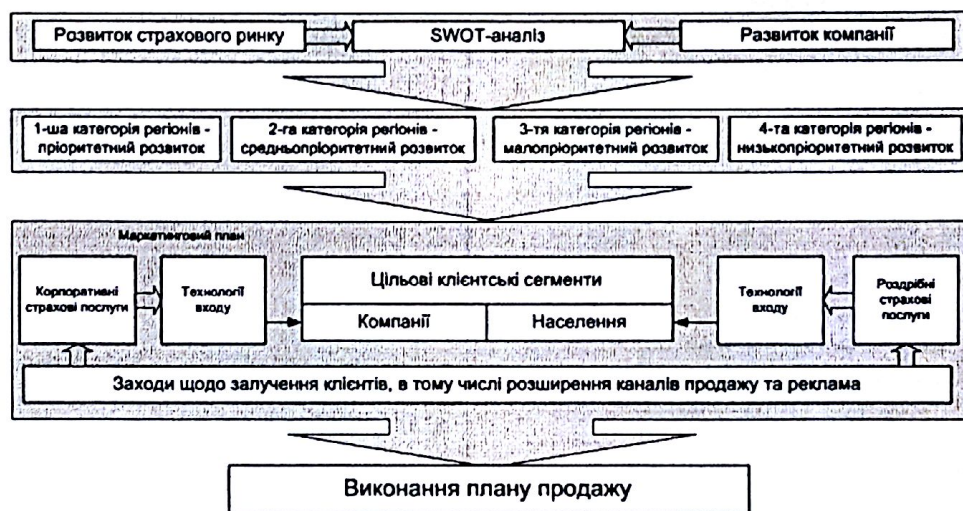 Розвиток страхового ринку
SWOT-аналіз
Развиток компанії
1-ша категорія регіонів -
пріоритетний розвиток
2-га категорія регіонів -
средньопріоритетний розвиток
3-тя категорія регіонів -
малопріоритетний розвиток
4-та категорія регіонів -
низькопріоритетний розвиток
Маркетинговий план
Корпоративні
страхові послуги
Технології
входу
Цільові клієнтські сегменти
Компанії
Населення
Технології
входу
Роздрібні
страхові
послуги
Заходи щодо залучення клієнтів, в тому числі розширення каналів продажу та реклама
Виконання плану продажу